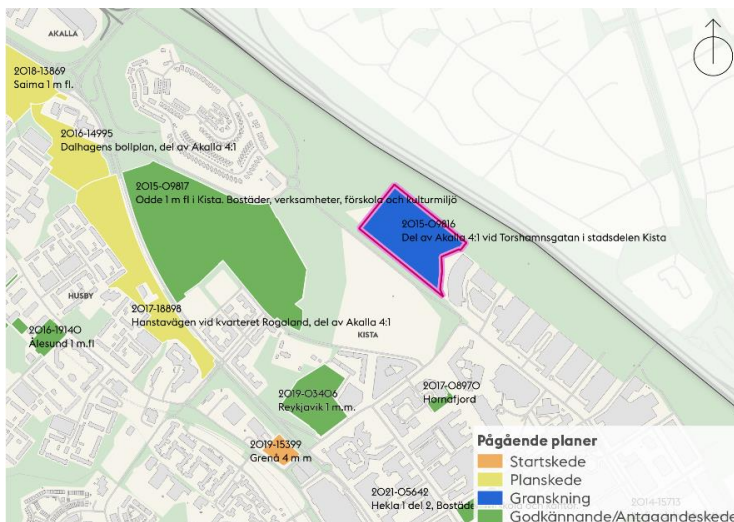 AKALLA
2018-13869
Saima 1 m fl.
2016-14995
Dalhagens bollplan, del av Akalla 4:1
2015-09817
Odde 1 m fl i Kista. Bostäder, verksamheter, förskola och kulturmiljö
2015-09816
Del av Akalla 4:1 vid Torshamnsgatan i stadsdelen Kista
HUSBY
2017-18898
Hanstavägen vid kvarteret Rogaland, del av Akalla 4:1
KISTA
2016-19140
Ålesund 1 m.fl
2019-03406
Reykjavik 1 m.m.
2017-08970
Hornafjord
2019-15399
Grenå 4 m m
2021-05642
Hekla 1 del 2, Bostäder
2014-15713
Pågående planer
Startskede
Planskede
Granskning
Godkännande/Antagandeskede